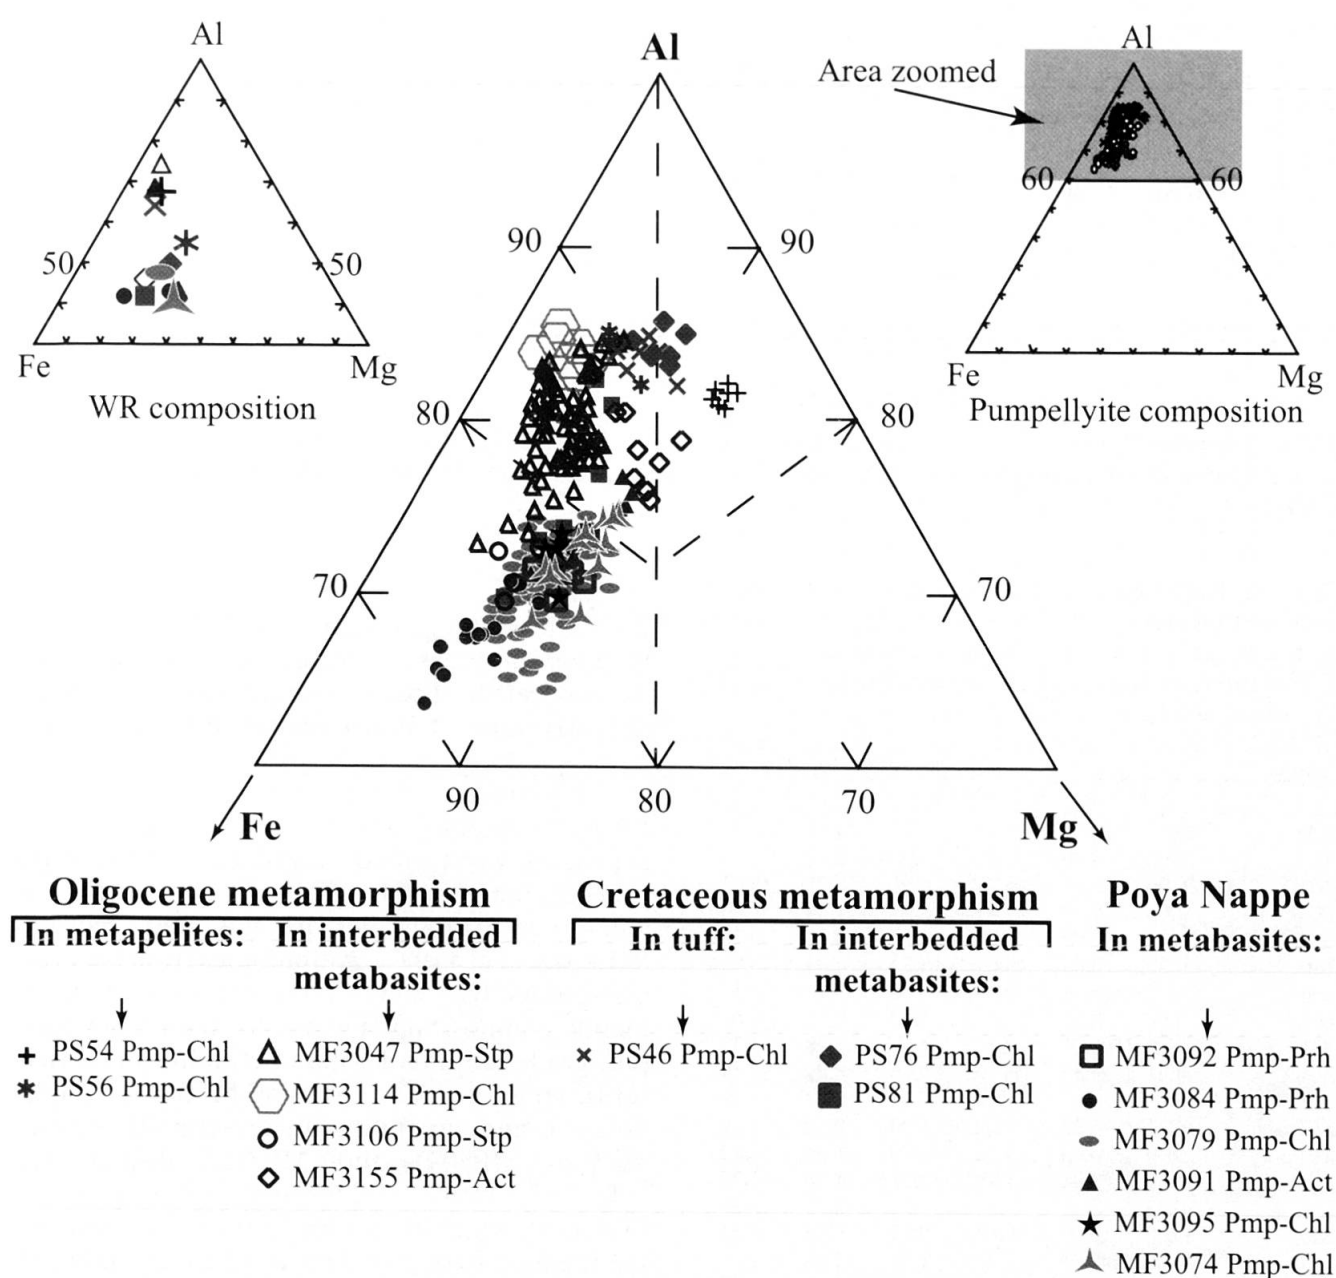 Al
50
50
Fe
Mg
WR composition
Al
90
90
80
80
70
70
90
80
70
Fe
Mg
Area zoomed
Al
60
60
Fe
Mg
Pumpellyite composition
Oligocene metamorphism
In metapelites:
PS54 Pmp-Chl
PS56 Pmp-Chl
In interbedded
metabasites:
MF3047 Pmp-Stp
MF3114 Pmp-Chl
MF3106 Pmp-Stp
MF3155 Pmp-Act
Cretaceous metamorphism
In tuff:
PS46 Pmp-Chl
In interbedded
metabasites:
PS76 Pmp-Chl
PS81 Pmp-Chl
Poya Nappe
In metabasites:
MF3092 Pmp-Prh
MF3084 Pmp-Prh
MF3079 Pmp-Chl
MF3091 Pmp-Act
MF3095 Pmp-Chl
MF3074 Pmp-Chl